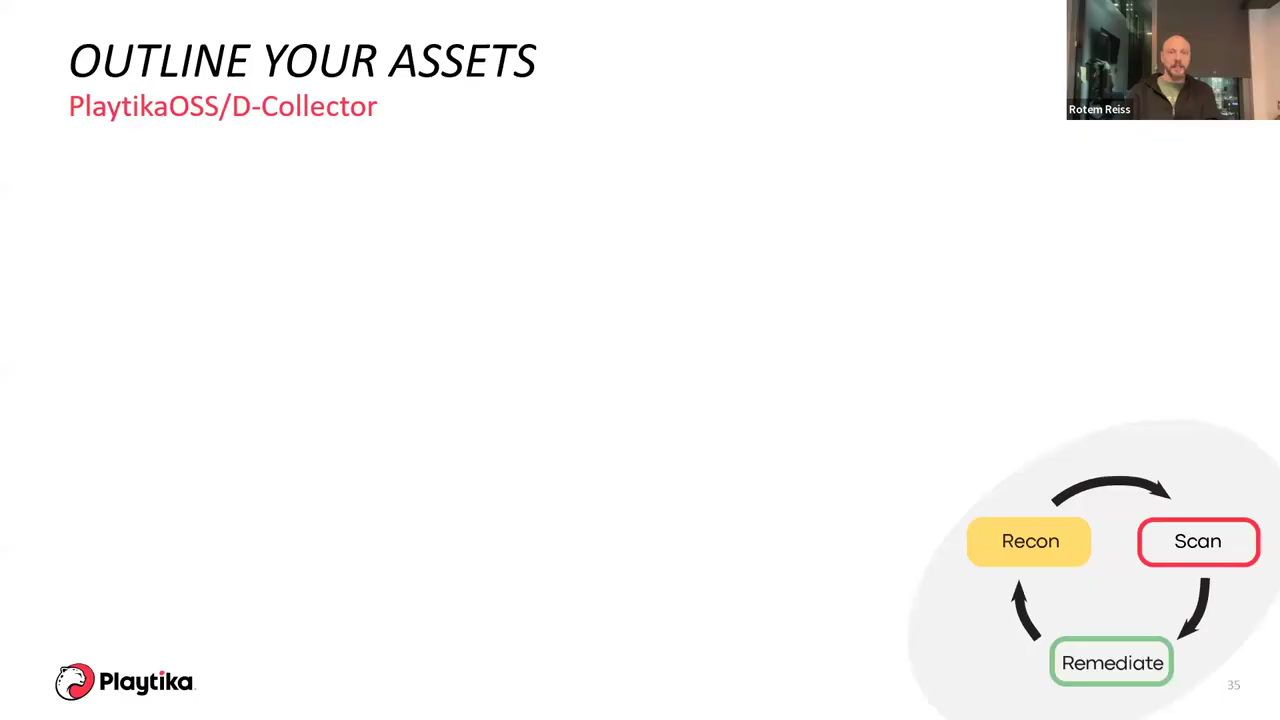 OUTLINE YOUR ASSETS
PlaytikaOSS/D-Collector
Rotem Reiss
Recon
Scan
Remediate
Playtika
35